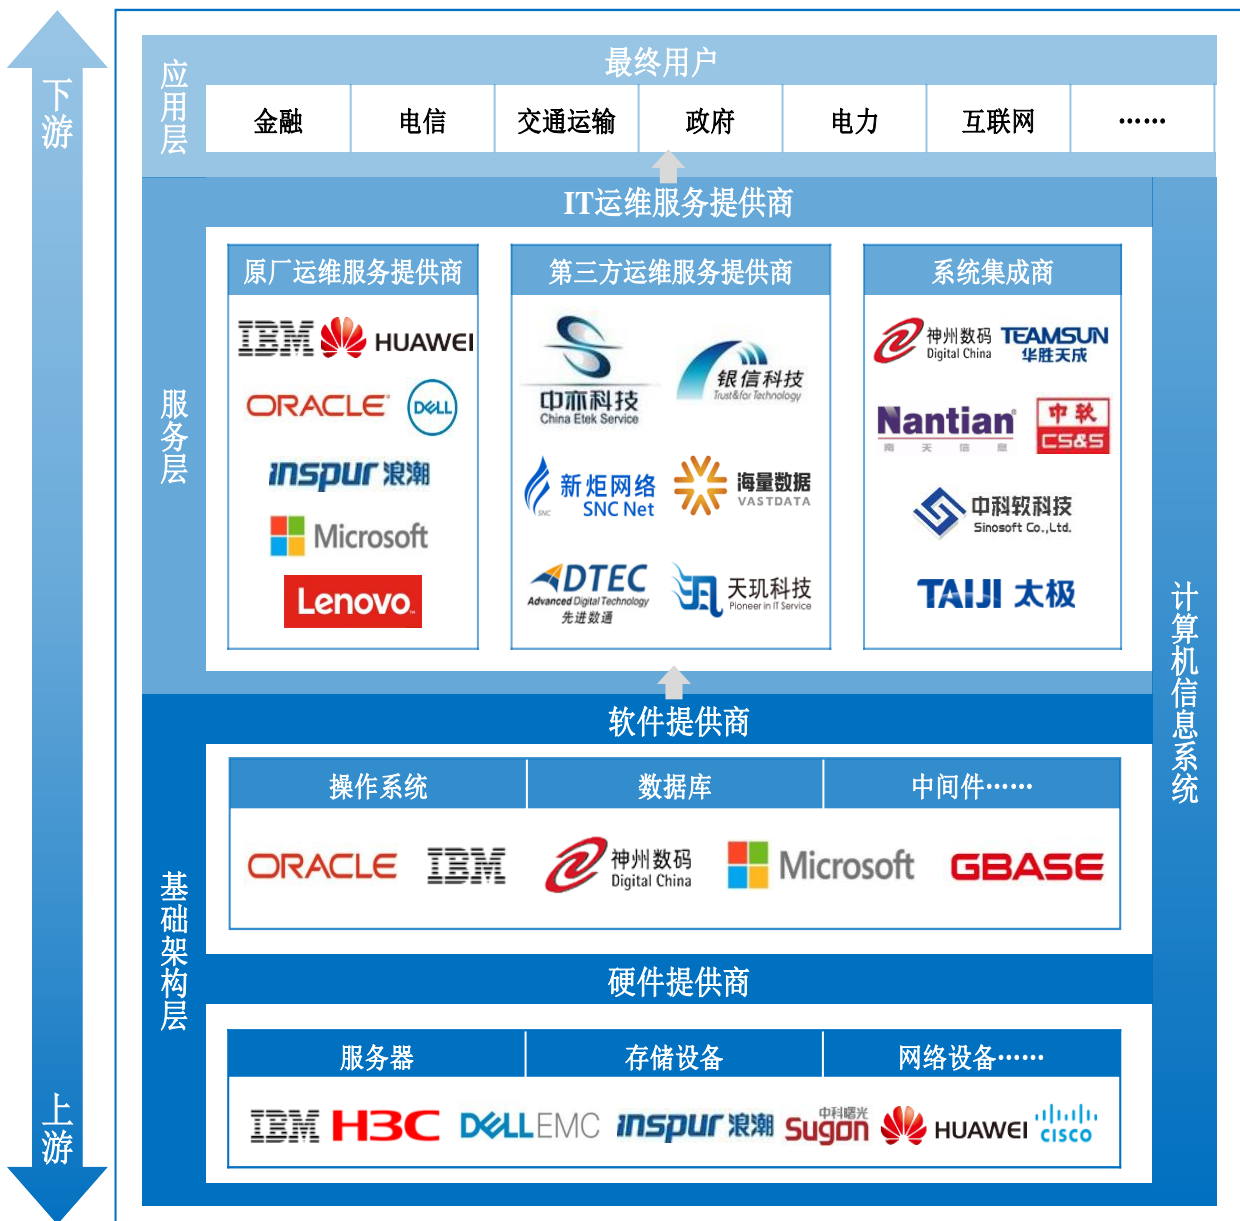 下游
上游
应用层
最终用户
金融
电信
交通运输
政府
电力
互联网
……
服务层
IT运维服务提供商
原厂运维服务提供商
IBM
HUAWEI
ORACLE
DELL
inspur 浪潮
Microsoft
Lenovo
第三方运维服务提供商
中亦科技
China Etek Service
银信科技
Trust&for Technology
新炬网络
SNC Net
SNC
海量数据
VASTDATA
ADTEC
Advanced Digital Technology
先进数通
天玑科技
Pioneer in IT Service
系统集成商
神州数码
Digital China
TEAMSUN
华胜天成
Nantian
南天信息
中软
CS&S
中科软科技
Sinosoft Co.,Ltd.
TAIJI 太极
计算机信息系统
基础架构层
软件提供商
操作系统
数据库
中间件……
ORACLE
IBM
神州数码
Digital China
Microsoft
GBASE
硬件提供商
服务器
存储设备
网络设备……
IBM
H3C
DELLEMC
inspur 浪潮
中科曙光
Sugon
HUAWEI
CISCO